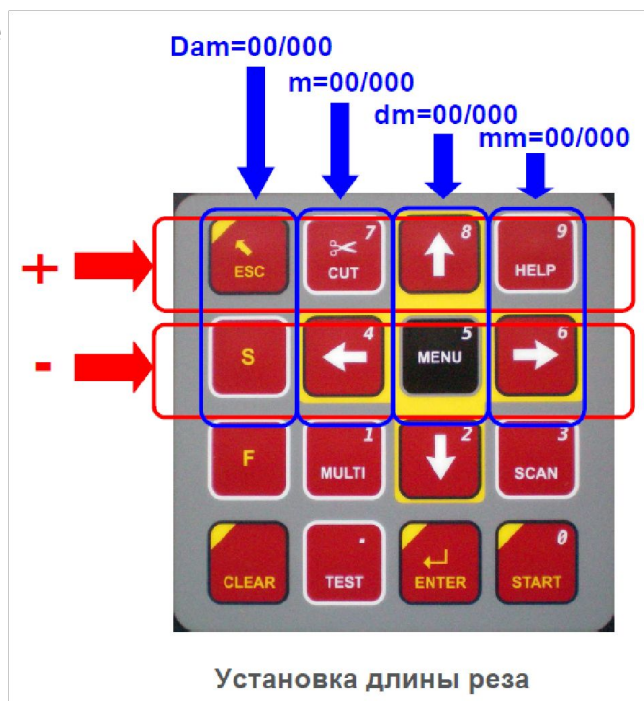 Dam=00/000
m=00/000
dm=00/000
mm=00/000
+
-
ESC
7
CUT
8
9
HELP
S
4
5
MENU
6
F
1
MULTI
2
3
SCAN
CLEAR
.
TEST
ENTER
0
START
Установка длины реза